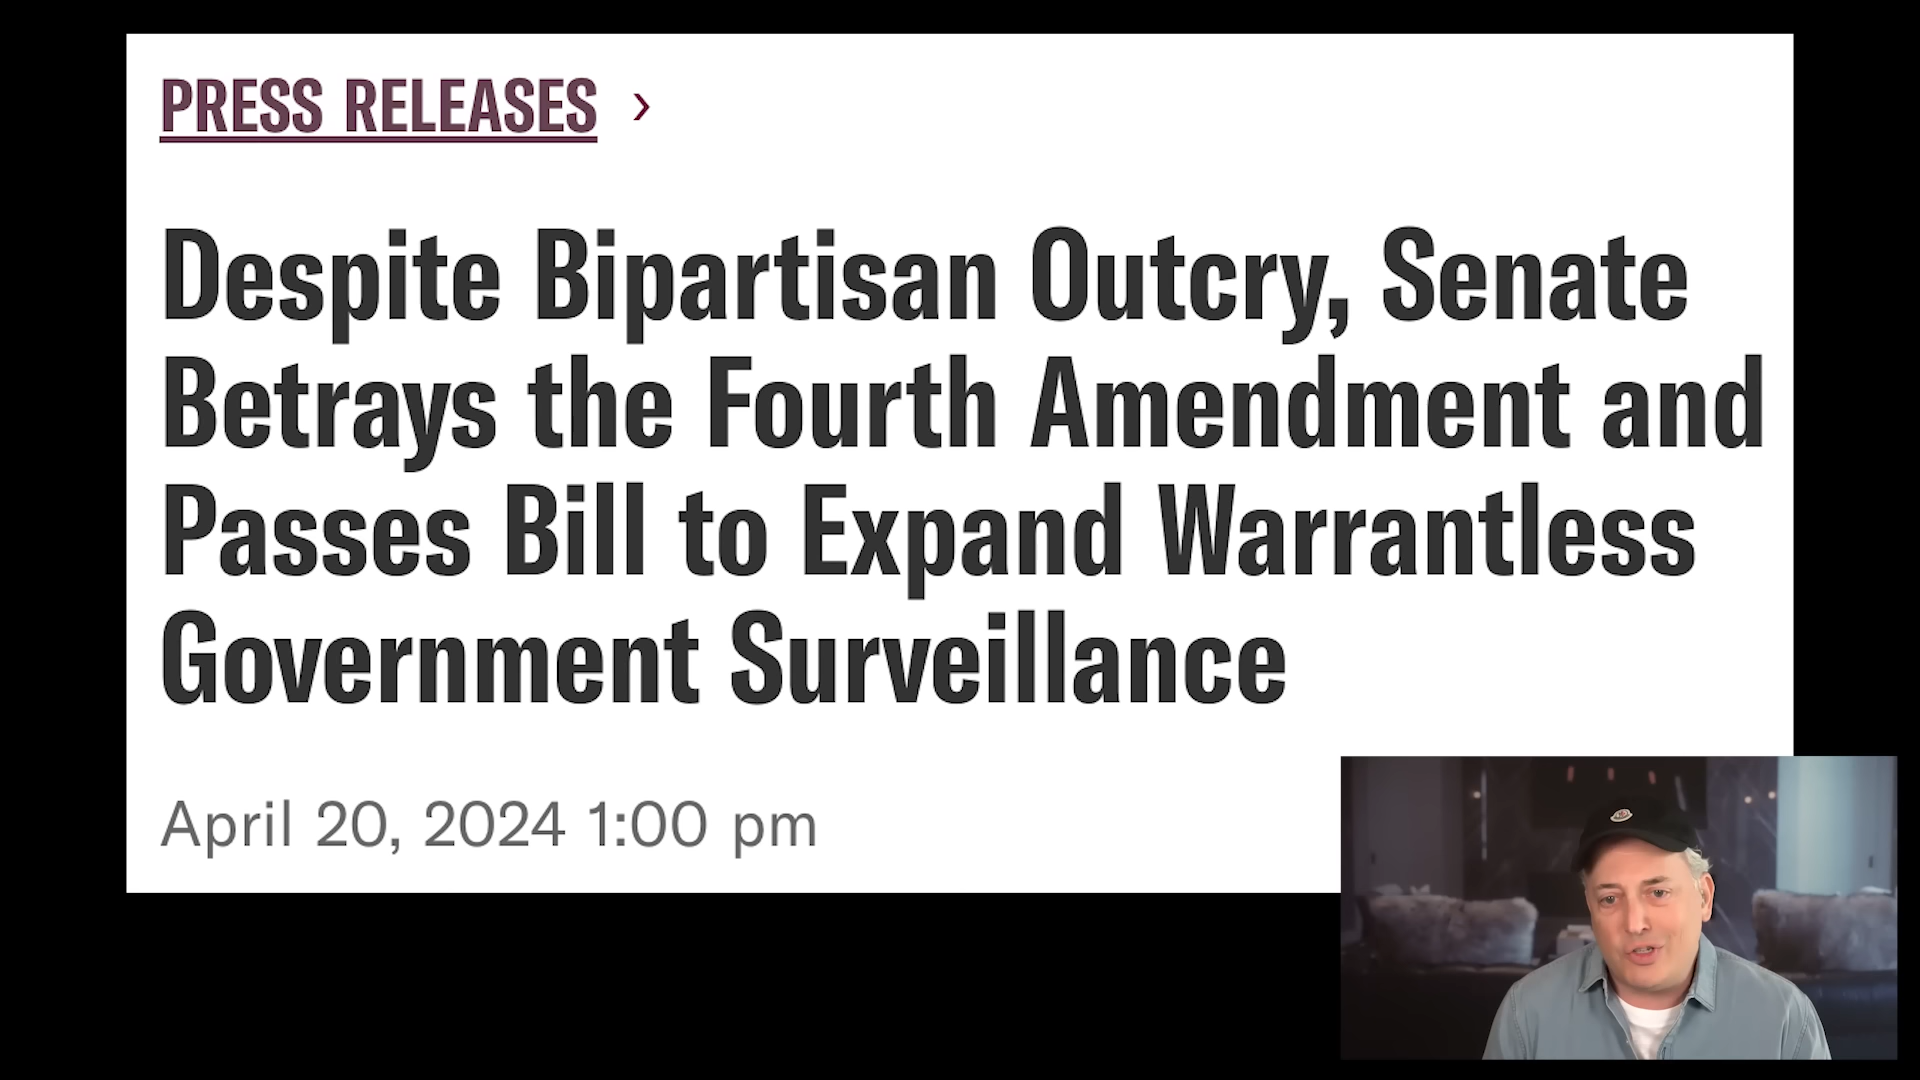 PRESS RELEASES ›
Despite Bipartisan Outcry, Senate
Betrays the Fourth Amendment and
Passes Bill to Expand Warrantless
Government Surveillance
April 20, 2024 1:00 pm